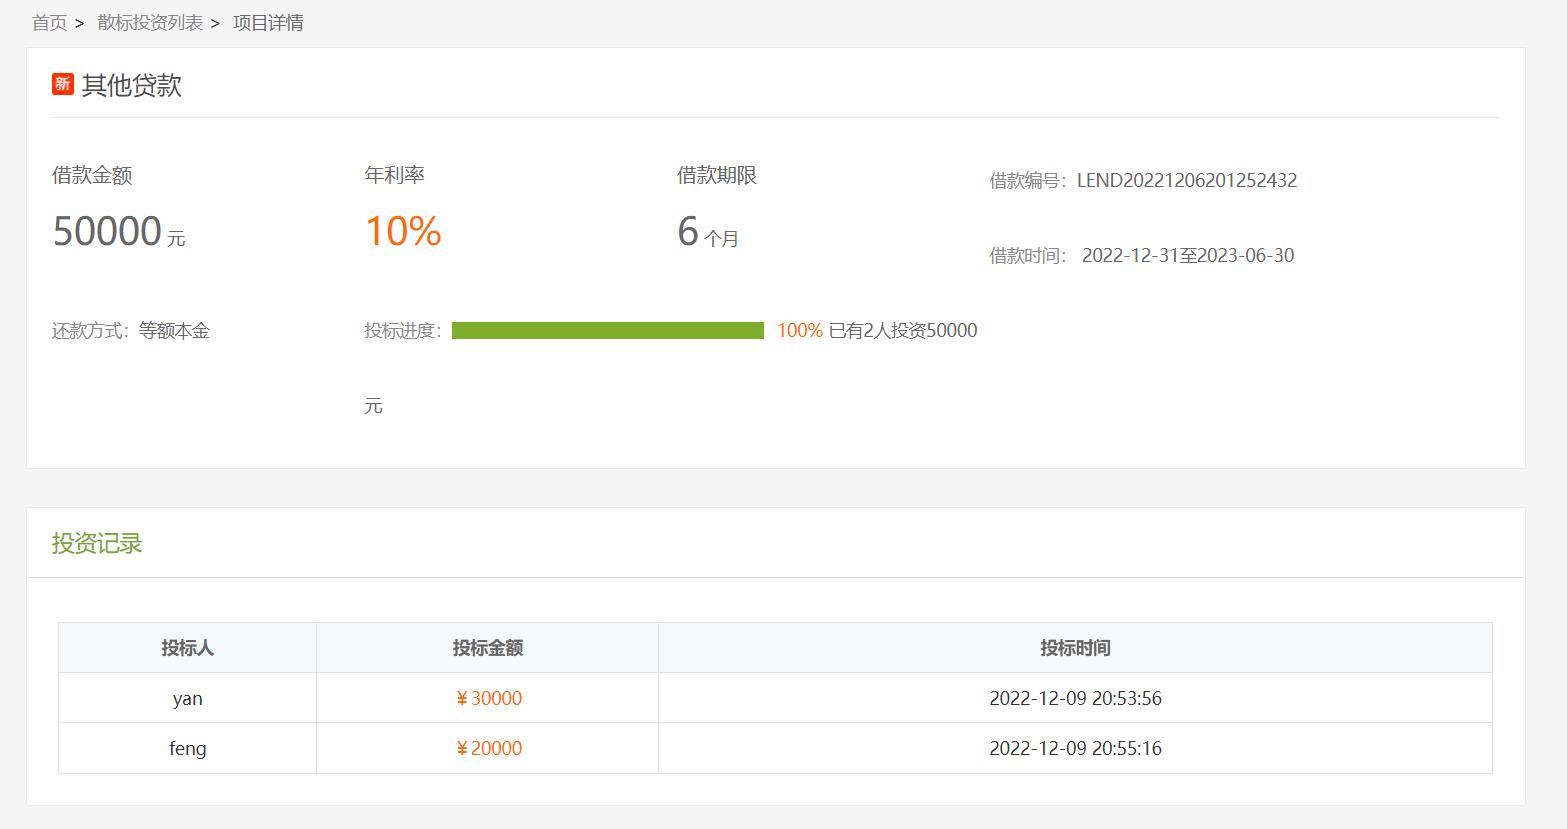 首页 > 散标投资列表 > 项目详情
新 其他贷款
借款金额 年利率 借款期限 借款编号：LEND20221206201252432
50000 元 10% 6 个月
借款时间： 2022-12-31至2023-06-30
还款方式：等额本金 投标进度： 100% 已有2人投资50000
元
投资记录
投标人 投标金额 投标时间
yan ¥30000 2022-12-09 20:53:56
feng ¥20000 2022-12-09 20:55:16